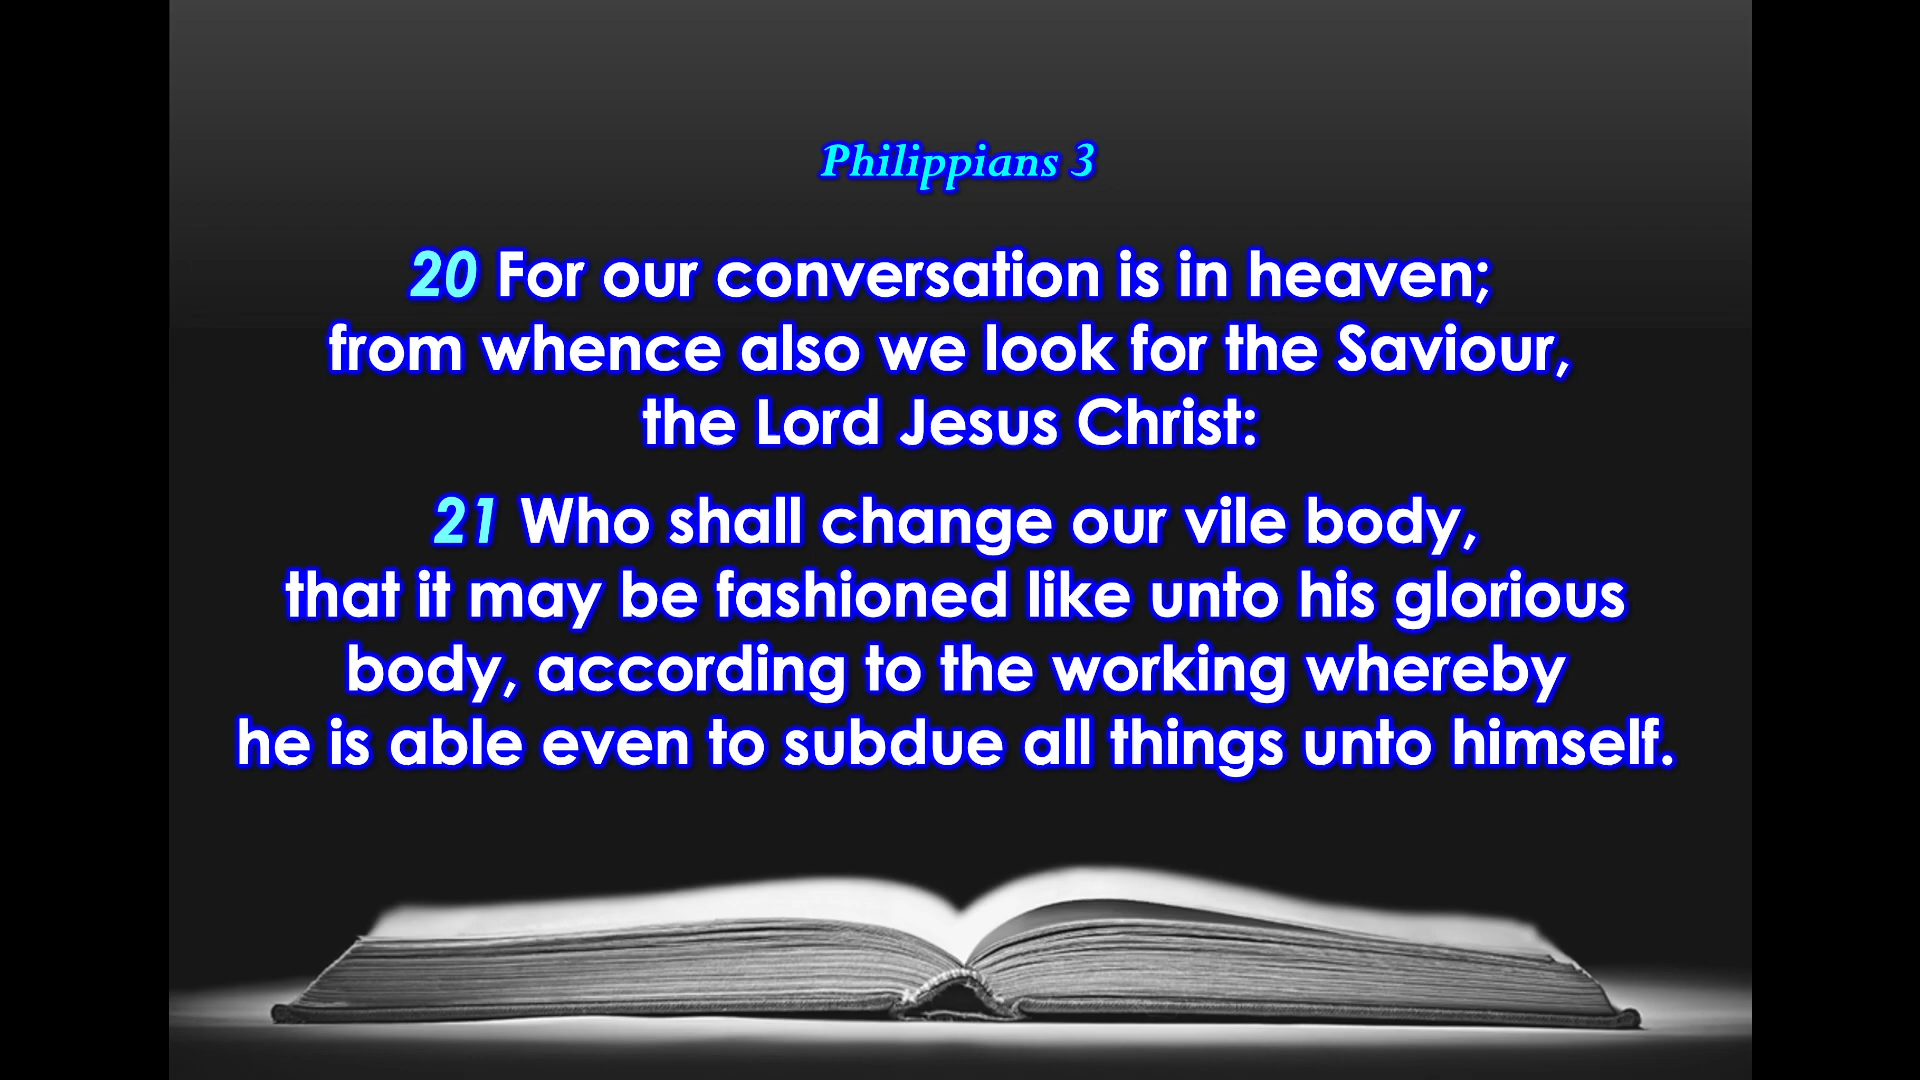 Philippians 3
20 For our conversation is in heaven;
from whence also we look for the Saviour,
the Lord Jesus Christ:
21 Who shall change our vile body,
that it may be fashioned like unto his glorious
body, according to the working whereby
he is able even to subdue all things unto himself.